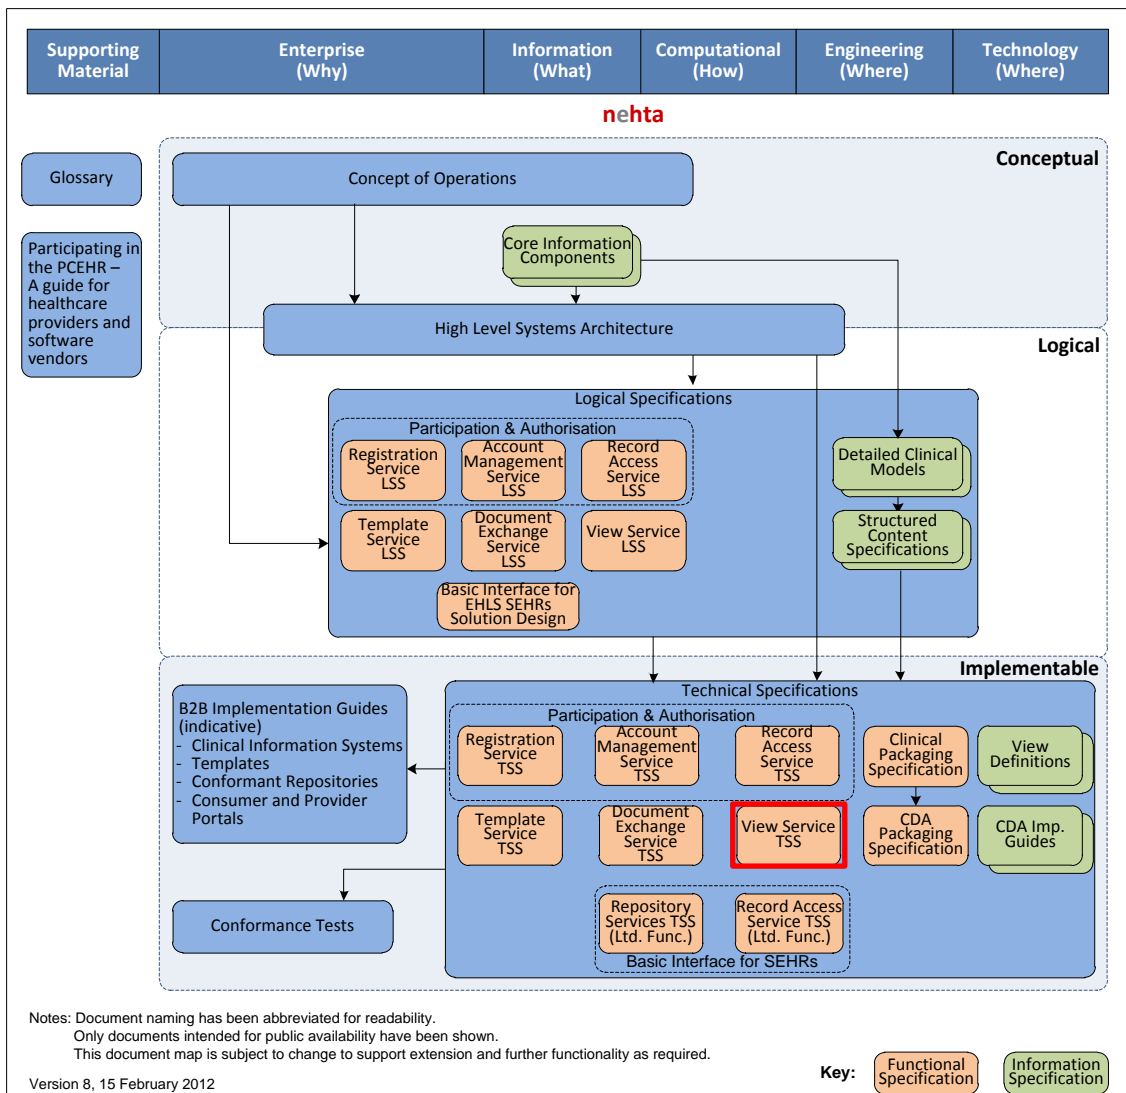 Supporting
Material
Enterprise
(Why)
Information
(What)
Computational
(How)
Engineering
(Where)
Technology
(Where)
nehta
Conceptual
Glossary
Concept of Operations
Participating in
the PCEHR –
A guide for
healthcare
providers and
software
vendors
Core Information
Components
High Level Systems Architecture
Logical
Logical Specifications
Participation & Authorisation
Registration
Service
LSS
Account
Management
Service
LSS
Record
Access
Service
LSS
Detailed Clinical
Models
Template
Service
LSS
Document
Exchange
Service
LSS
View Service
LSS
Structured
Content
Specifications
Basic Interface for
EHLS SEHRs
Solution Design
Implementable
Technical Specifications
B2B Implementation Guides
(indicative)
- Clinical Information Systems
- Templates
- Conformant Repositories
- Consumer and Provider
Portals
Participation & Authorisation
Registration
Service
TSS
Account
Management
Service
TSS
Record
Access
Service
TSS
Clinical
Packaging
Specification
View
Definitions
Template
Service
TSS
Document
Exchange
Service
TSS
View Service
TSS
CDA
Packaging
Specification
CDA Imp.
Guides
Conformance Tests
Repository
Services TSS
(Ltd. Func.)
Record Access
Service TSS
(Ltd. Func.)
Basic Interface for SEHRs
Notes: Document naming has been abbreviated for readability.
Only documents intended for public availability have been shown.
This document map is subject to change to support extension and further functionality as required.
Version 8, 15 February 2012
Key:
Functional
Specification
Information
Specification